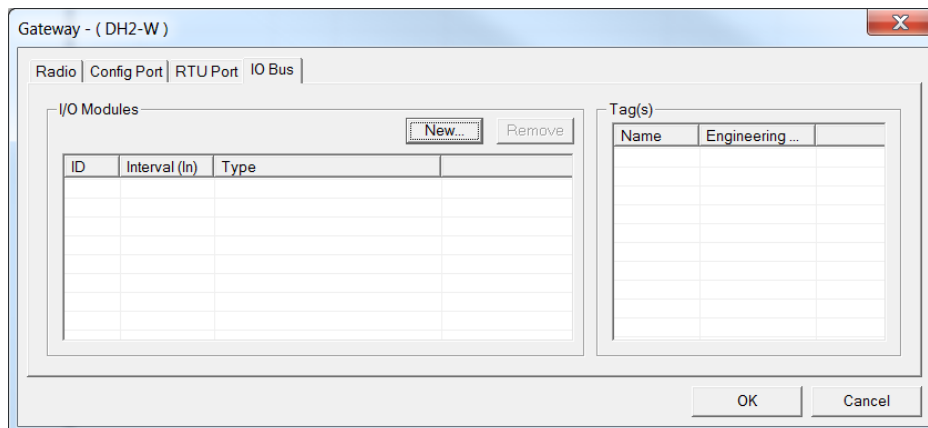 Gateway - ( DH2-W )
Radio Config Port RTU Port IO Bus
I/O Modules
New... Remove
ID Interval (In) Type
Tag(s)
Name Engineering ...
OK Cancel